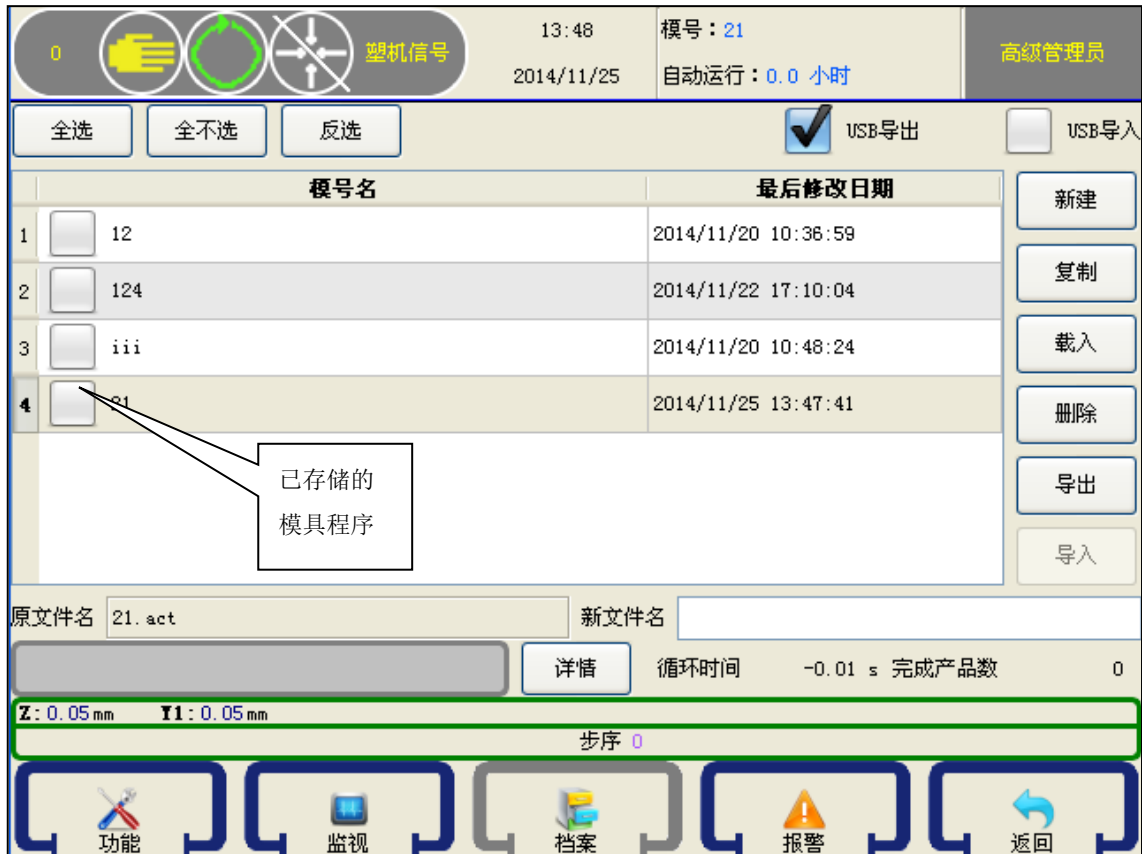 0 塑机信号
13:48
2014/11/25
模号：21
自动运行：0.0 小时
高级管理员
全选 全不选 反选 USB导出 USB导入
模号名 最后修改日期
1 12 2014/11/20 10:36:59
2 124 2014/11/22 17:10:04
3 iii 2014/11/20 10:48:24
4 21 2014/11/25 13:47:41
新建
复制
载入
删除
导出
导入
已存储的
模具程序
原文件名 21.act 新文件名
详情 循环时间 -0.01 s 完成产品数 0
Z:0.05mm Y1:0.05mm
步序 0
功能 监视 档案 报警 返回